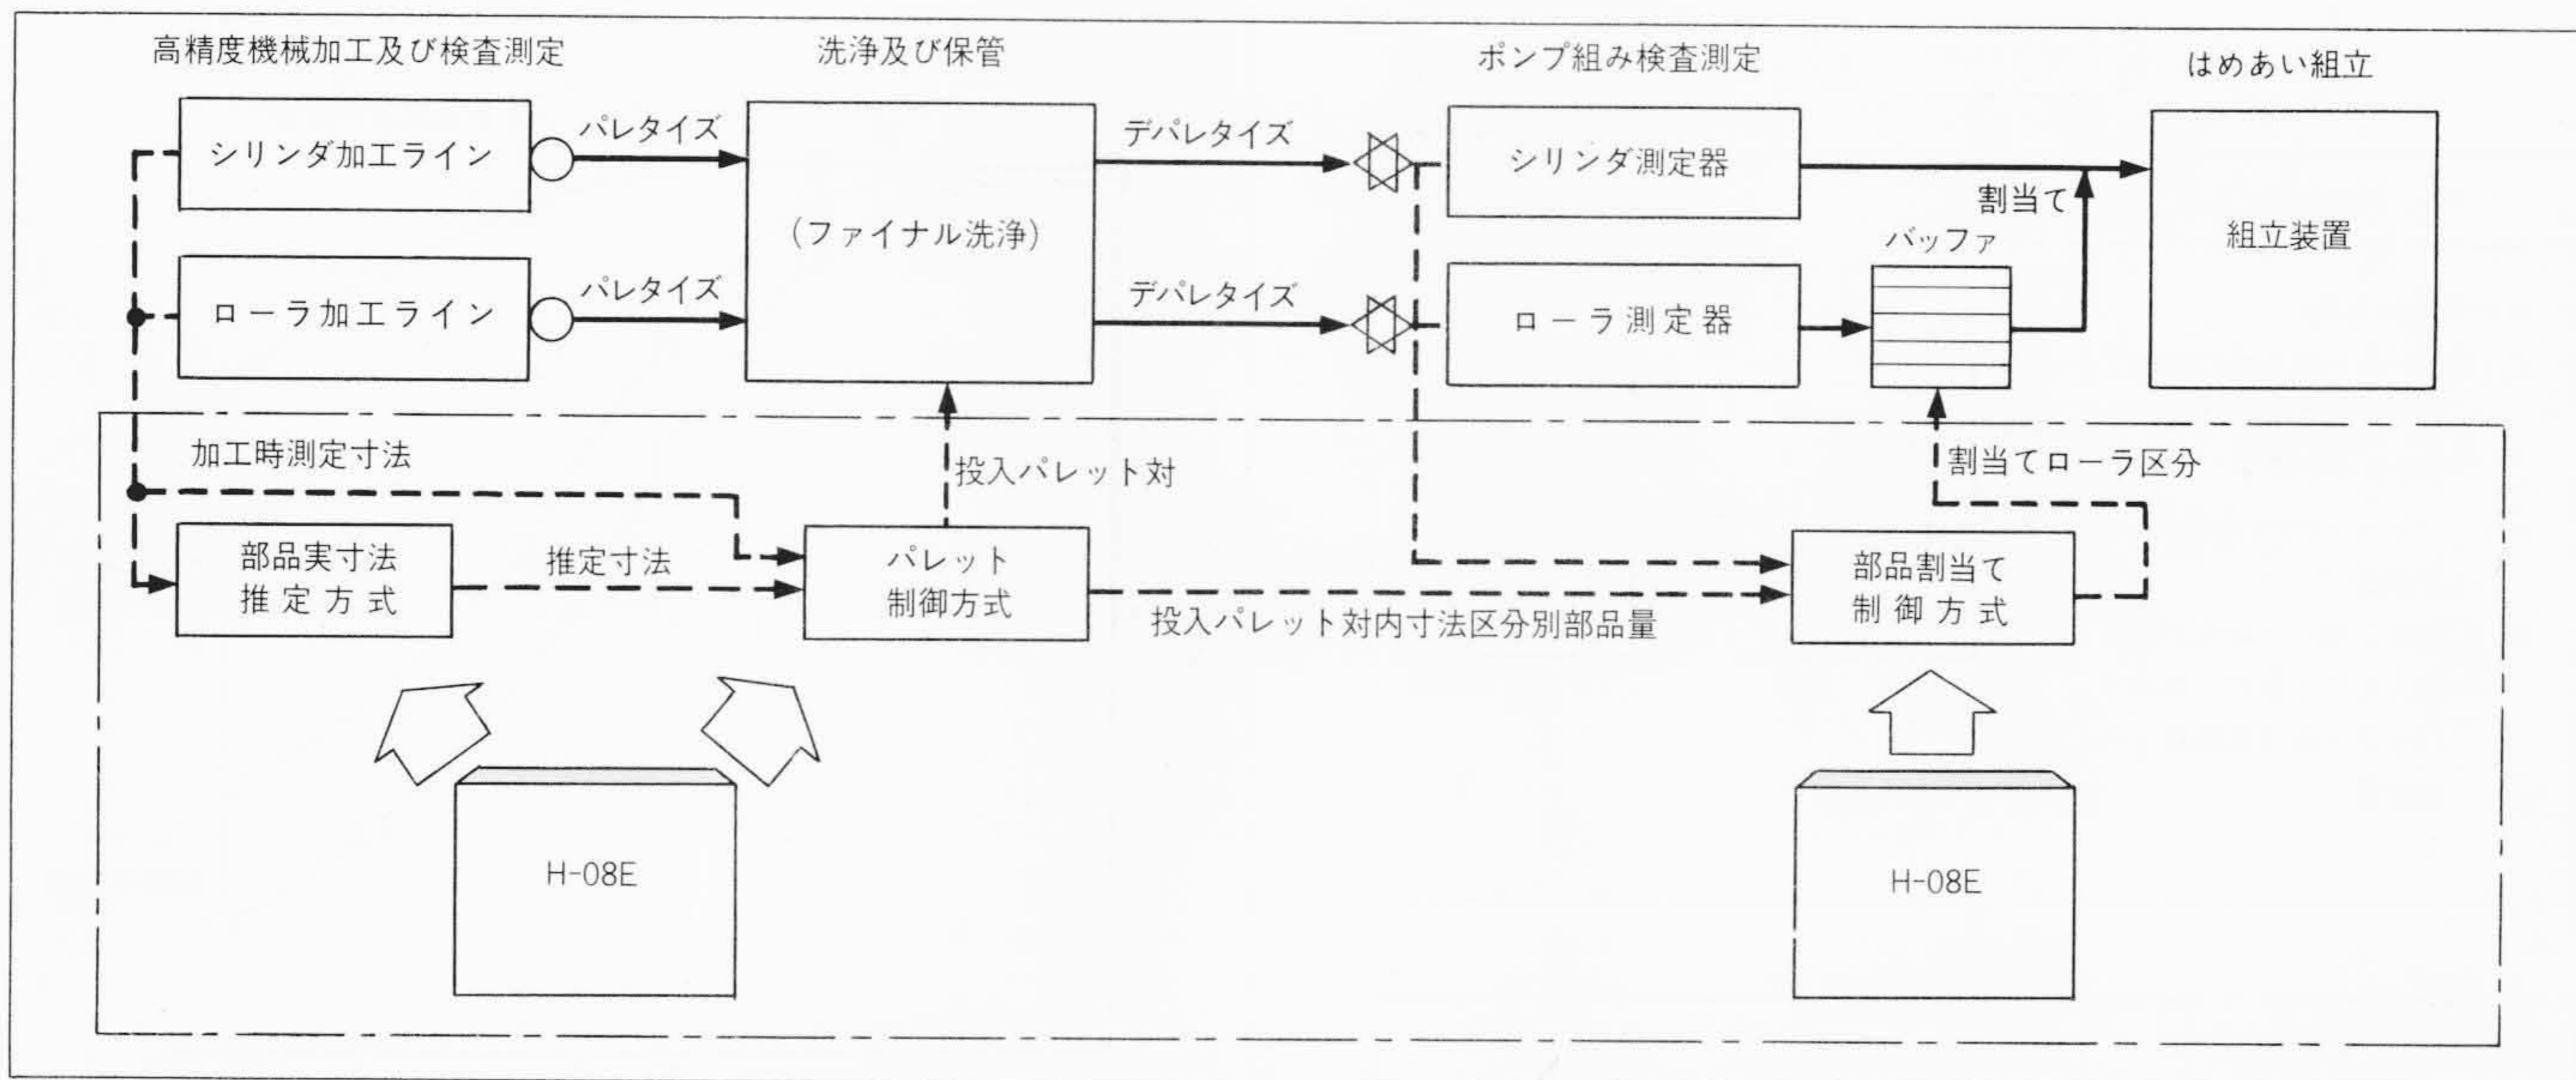 高精度機械加工及び検査測定
洗浄及び保管
ポンプ組み検査測定
はめあい組立
シリンダ加工ライン
パレタイズ
デパレタイズ
シリンダ測定器
割当て
(ファイナル洗浄)
組立装置
バッファ
ローラ加工ライン
パレタイズ
デパレタイズ
ローラ測定器
加工時測定寸法
投入パレット対
割当てローラ区分
部品実寸法
推定方式
推定寸法
パレット
制御方式
投入パレット対内寸法区分別部品量
部品割当て
制御方式
H-08E
H-08E